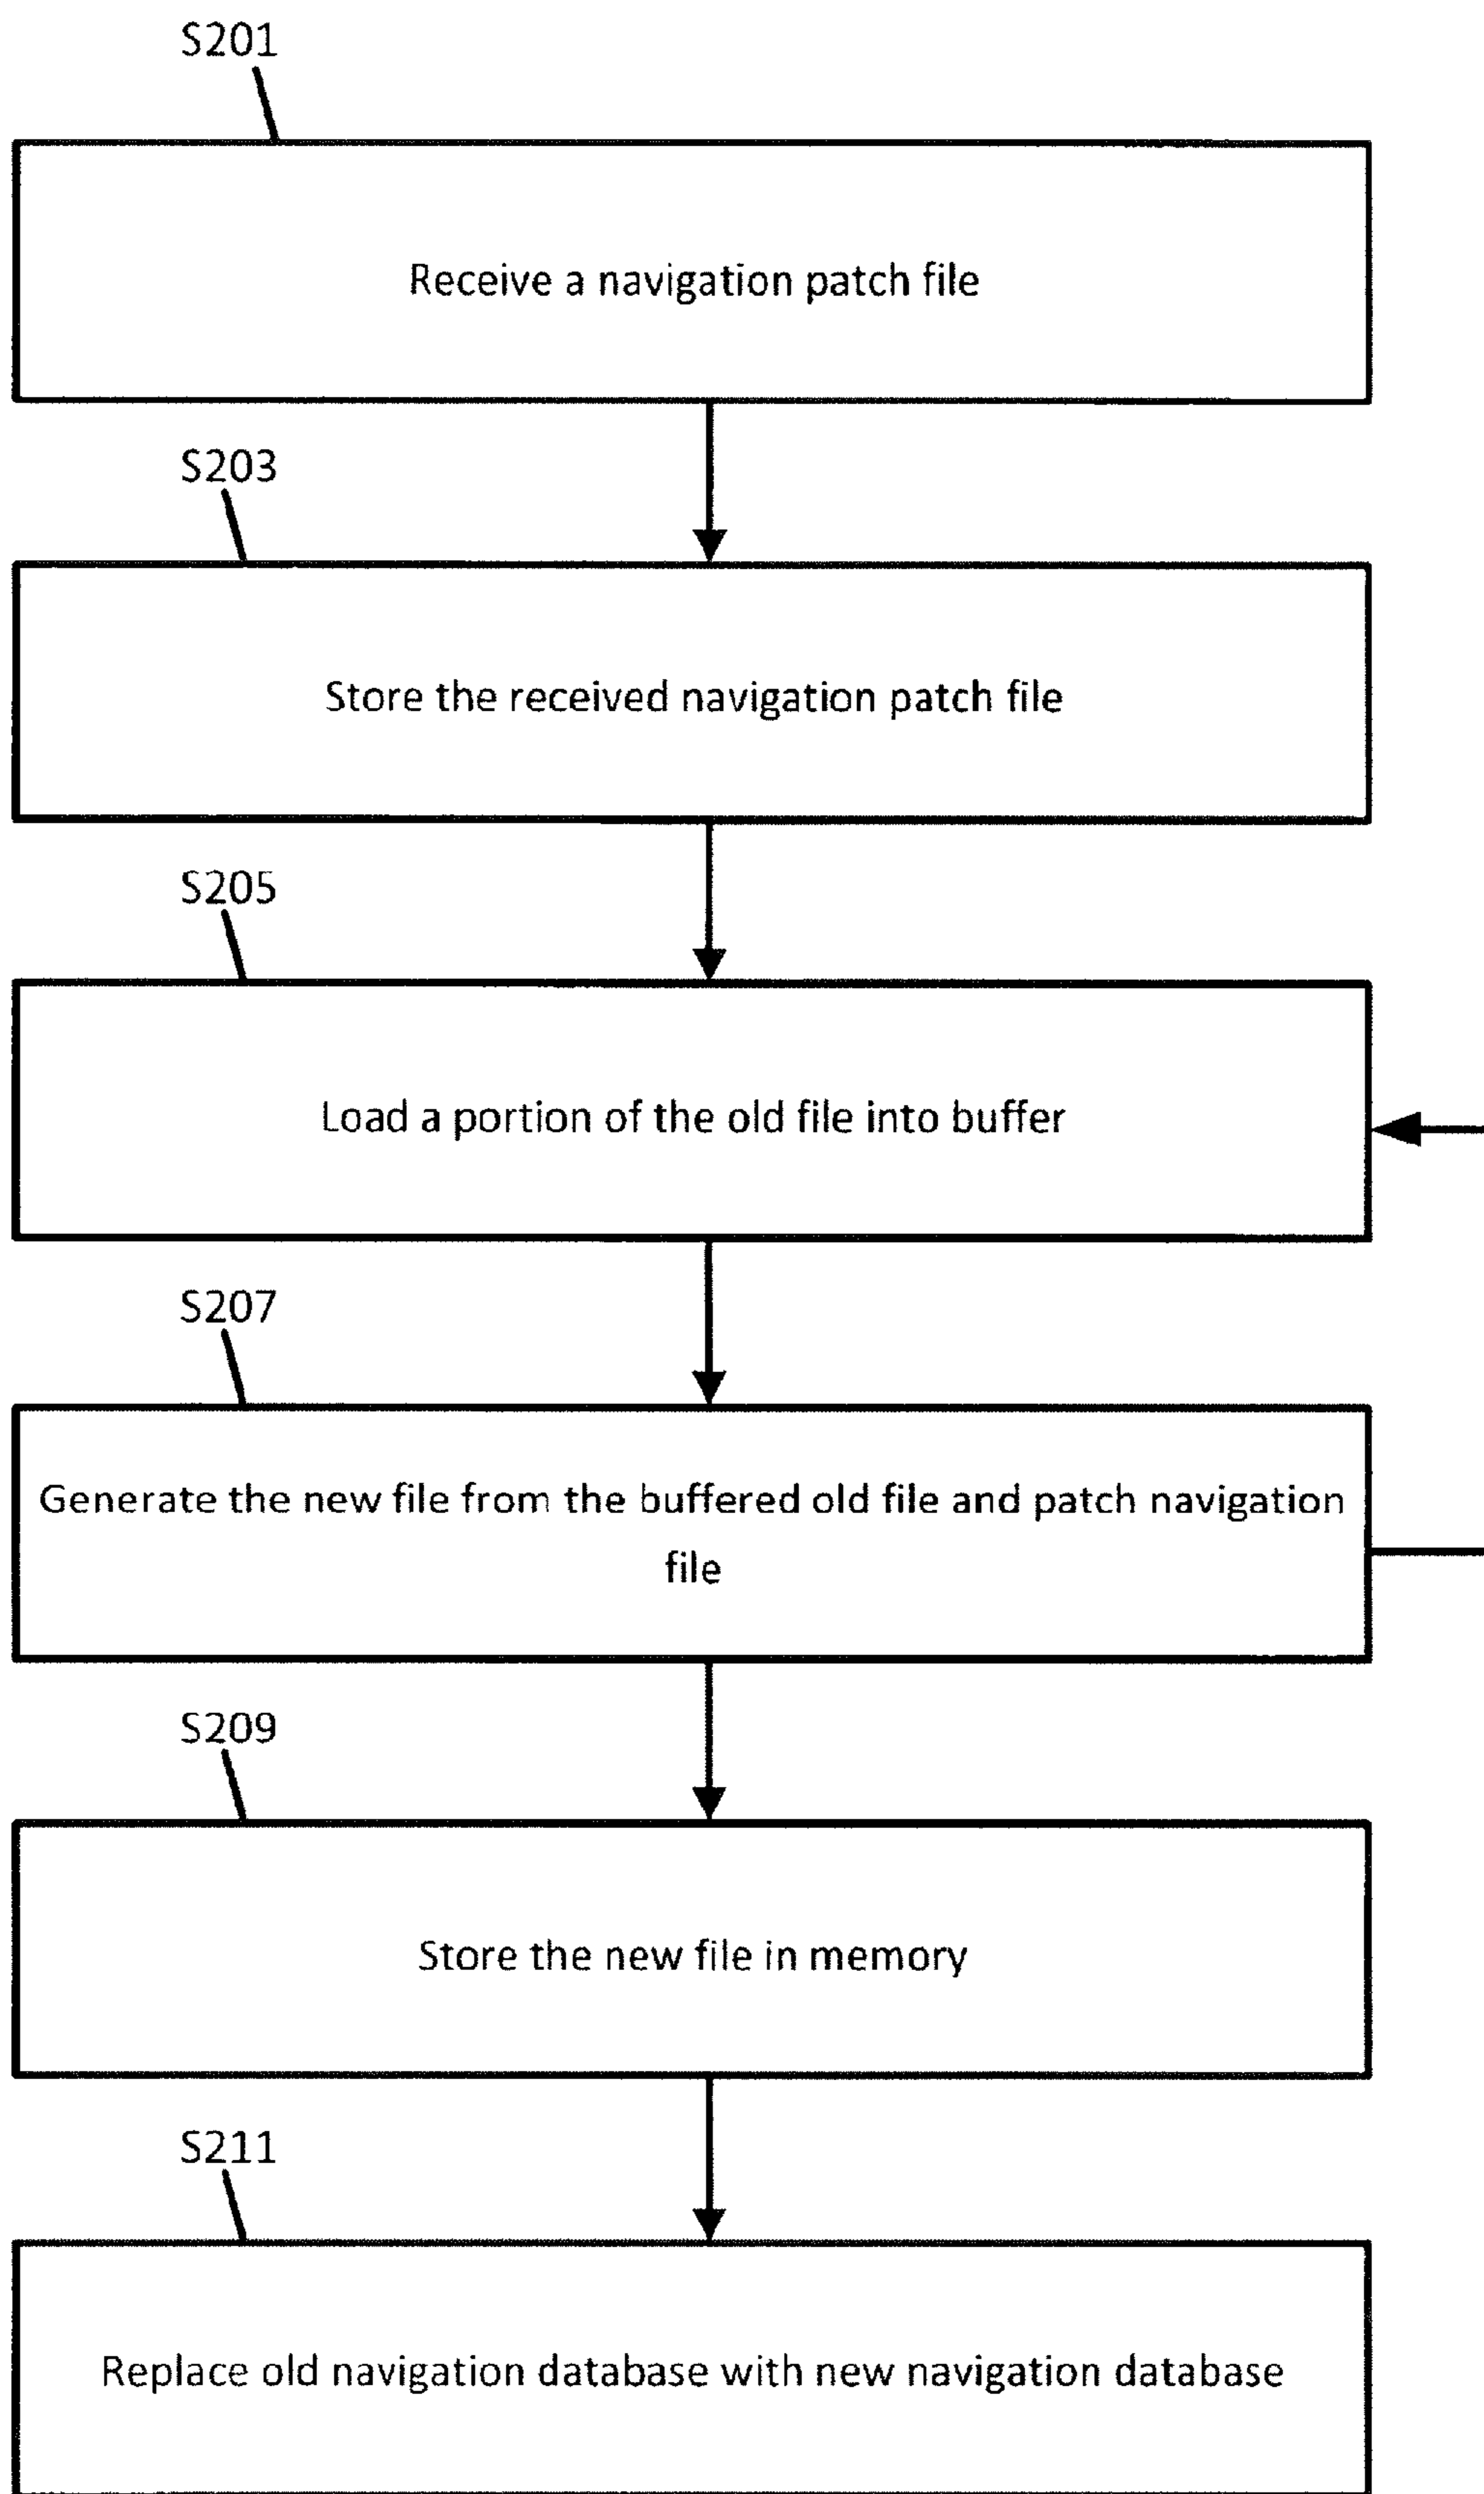 S201
Receive a navigation patch file
S203
Store the received navigation patch file
S205
Load a portion of the old file into buffer
S207
Generate the new file from the buffered old file and patch navigation
file
S209
Store the new file in memory
S211
Replace old navigation database with new navigation database